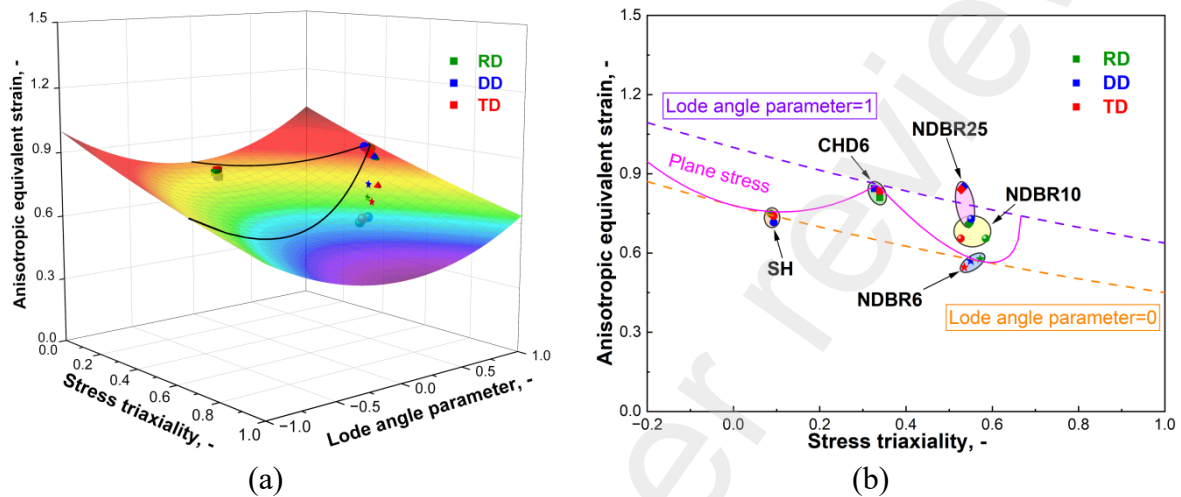 (a)
1.5
1.2
0.9
0.6
0.3
0.0
Anisotropic equivalent strain, -
RD
DD
TD
0.0
0.2
0.4
0.6
0.8
1.0
Stress triaxiality, -
−1.0
−0.5
0.0
0.5
1.0
Lode angle parameter, -
(a)
(b)
1.5
1.2
0.9
0.6
0.3
0.0
Anisotropic equivalent strain, -
RD
DD
TD
Lode angle parameter=1
NDBR25
CHD6
Plane stress
NDBR10
SH
NDBR6
Lode angle parameter=0
−0.2
0.0
0.2
0.4
0.6
0.8
1.0
Stress triaxiality, -
(b)
er review